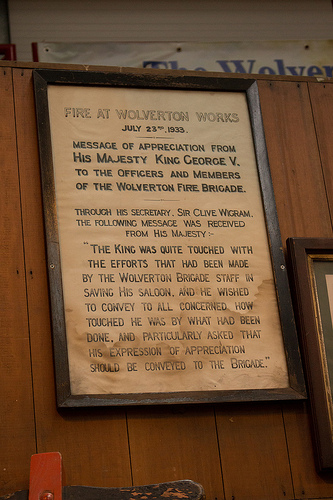 The Wolver
FIRE AT WOLVERTON WORKS
JULY 23RD, 1933.
MESSAGE OF APPRECIATION FROM
HIS MAJESTY KING GEORGE V.
TO THE OFFICERS AND MEMBERS
OF THE WOLVERTON FIRE BRIGADE.
THROUGH HIS SECRETARY, SIR CLIVE WIGRAM,
THE FOLLOWING MESSAGE WAS RECEIVED
FROM HIS MAJESTY :-
"THE KING WAS QUITE TOUCHED WITH
THE EFFORTS THAT HAD BEEN MADE
BY THE WOLVERTON BRIGADE STAFF IN
SAVING HIS SALOON, AND HE WISHED
TO CONVEY TO ALL CONCERNED HOW
TOUCHED HE WAS BY WHAT HAD BEEN
DONE, AND PARTICULARLY ASKED THAT
HIS EXPRESSION OF APPRECIATION
SHOULD BE CONVEYED TO THE BRIGADE."